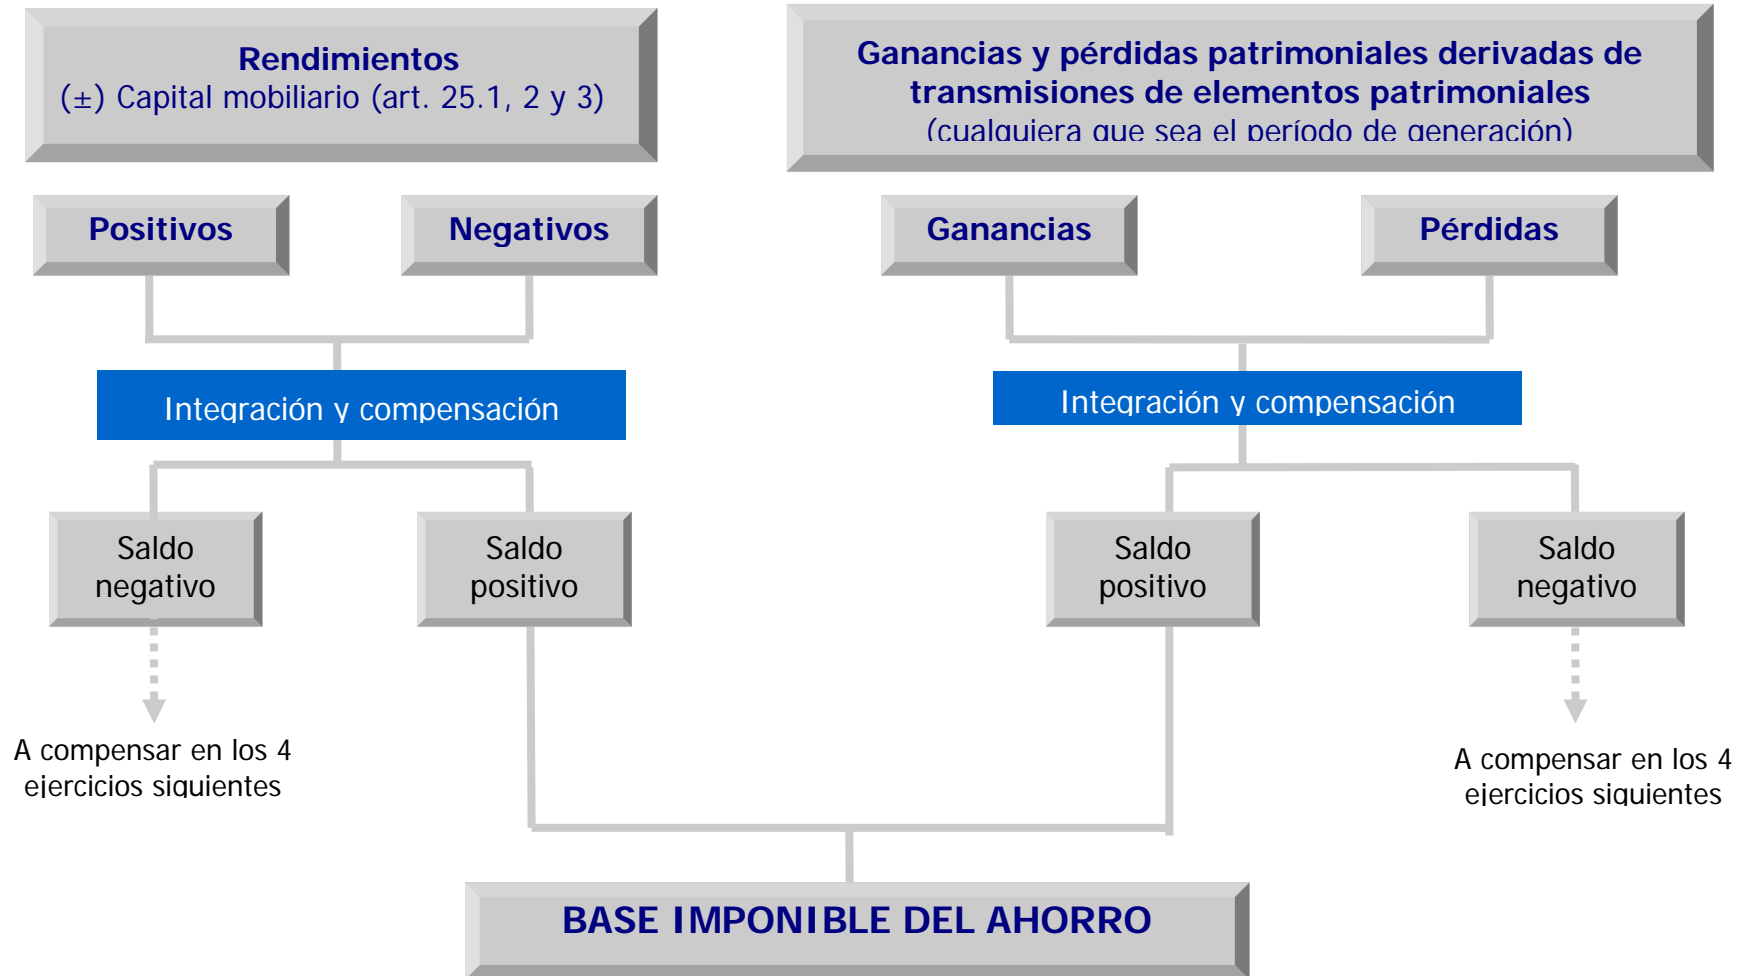 Rendimientos
(±) Capital mobiliario (art. 25.1, 2 y 3)
Ganancias y pérdidas patrimoniales derivadas de
transmisiones de elementos patrimoniales
(cualquiera que sea el período de generación)
Positivos
Negativos
Ganancias
Pérdidas
Integración y compensación
Integración y compensación
Saldo
negativo
Saldo
positivo
Saldo
positivo
Saldo
negativo
A compensar en los 4
ejercicios siguientes
A compensar en los 4
ejercicios siguientes
BASE IMPONIBLE DEL AHORRO